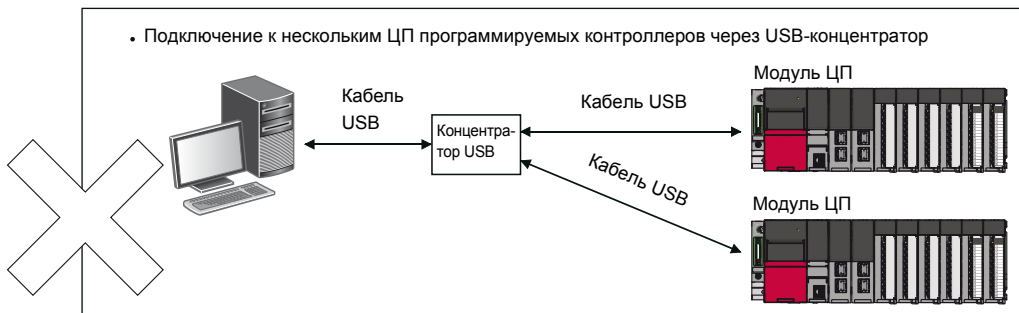 • Подключение к нескольким ЦП программируемых контроллеров через USB-концентратор
Модуль ЦП
Кабель
USB
Кабель USB
Концентра-
тор USB
Кабель USB
Модуль ЦП